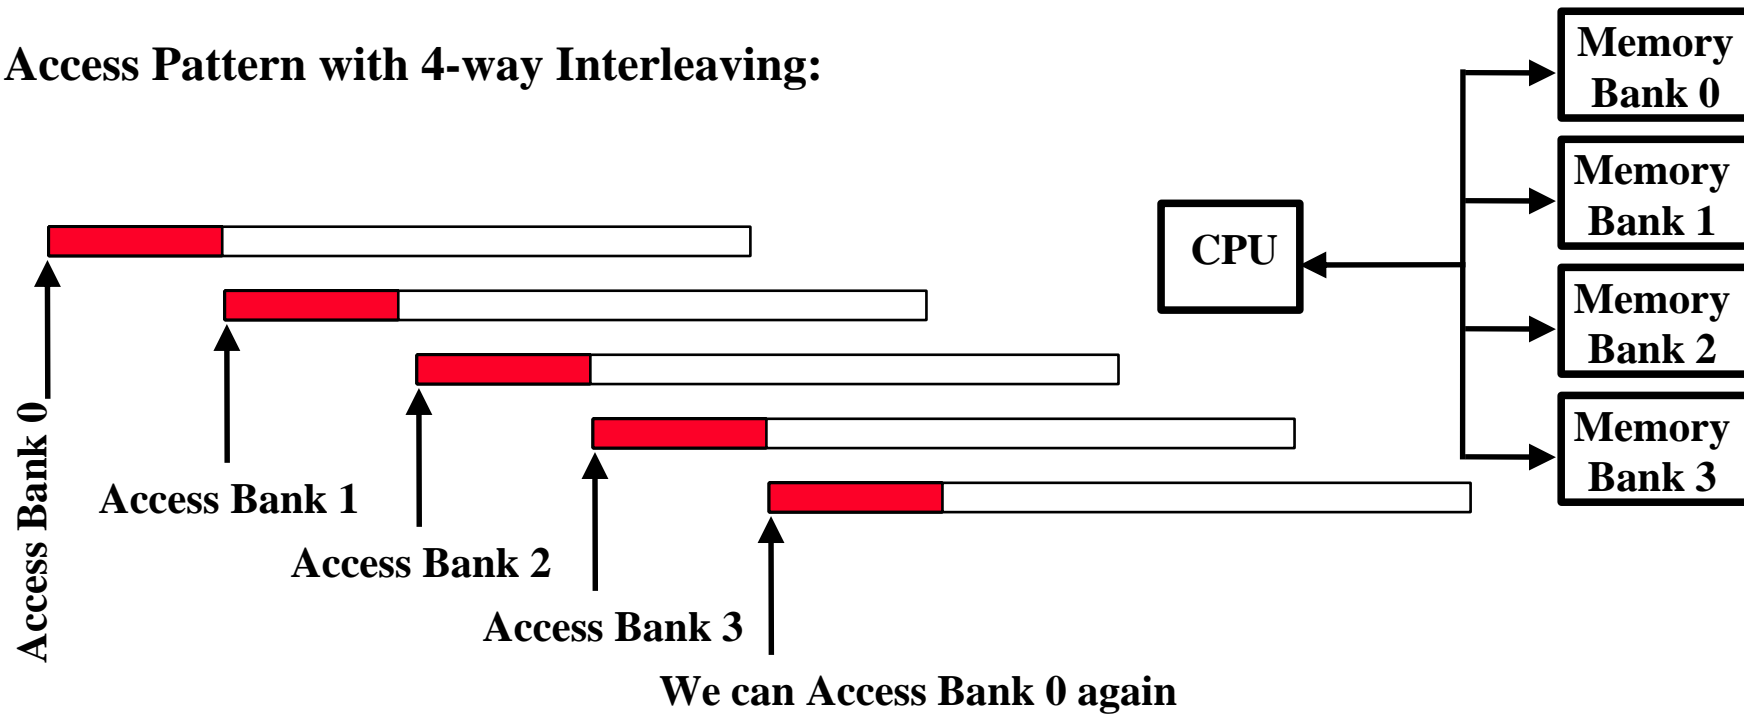 Access Pattern with 4-way Interleaving:
Memory
Bank 0
Memory
Bank 1
CPU
Memory
Bank 2
Memory
Bank 3
Access Bank 0
Access Bank 1
Access Bank 2
Access Bank 3
We can Access Bank 0 again